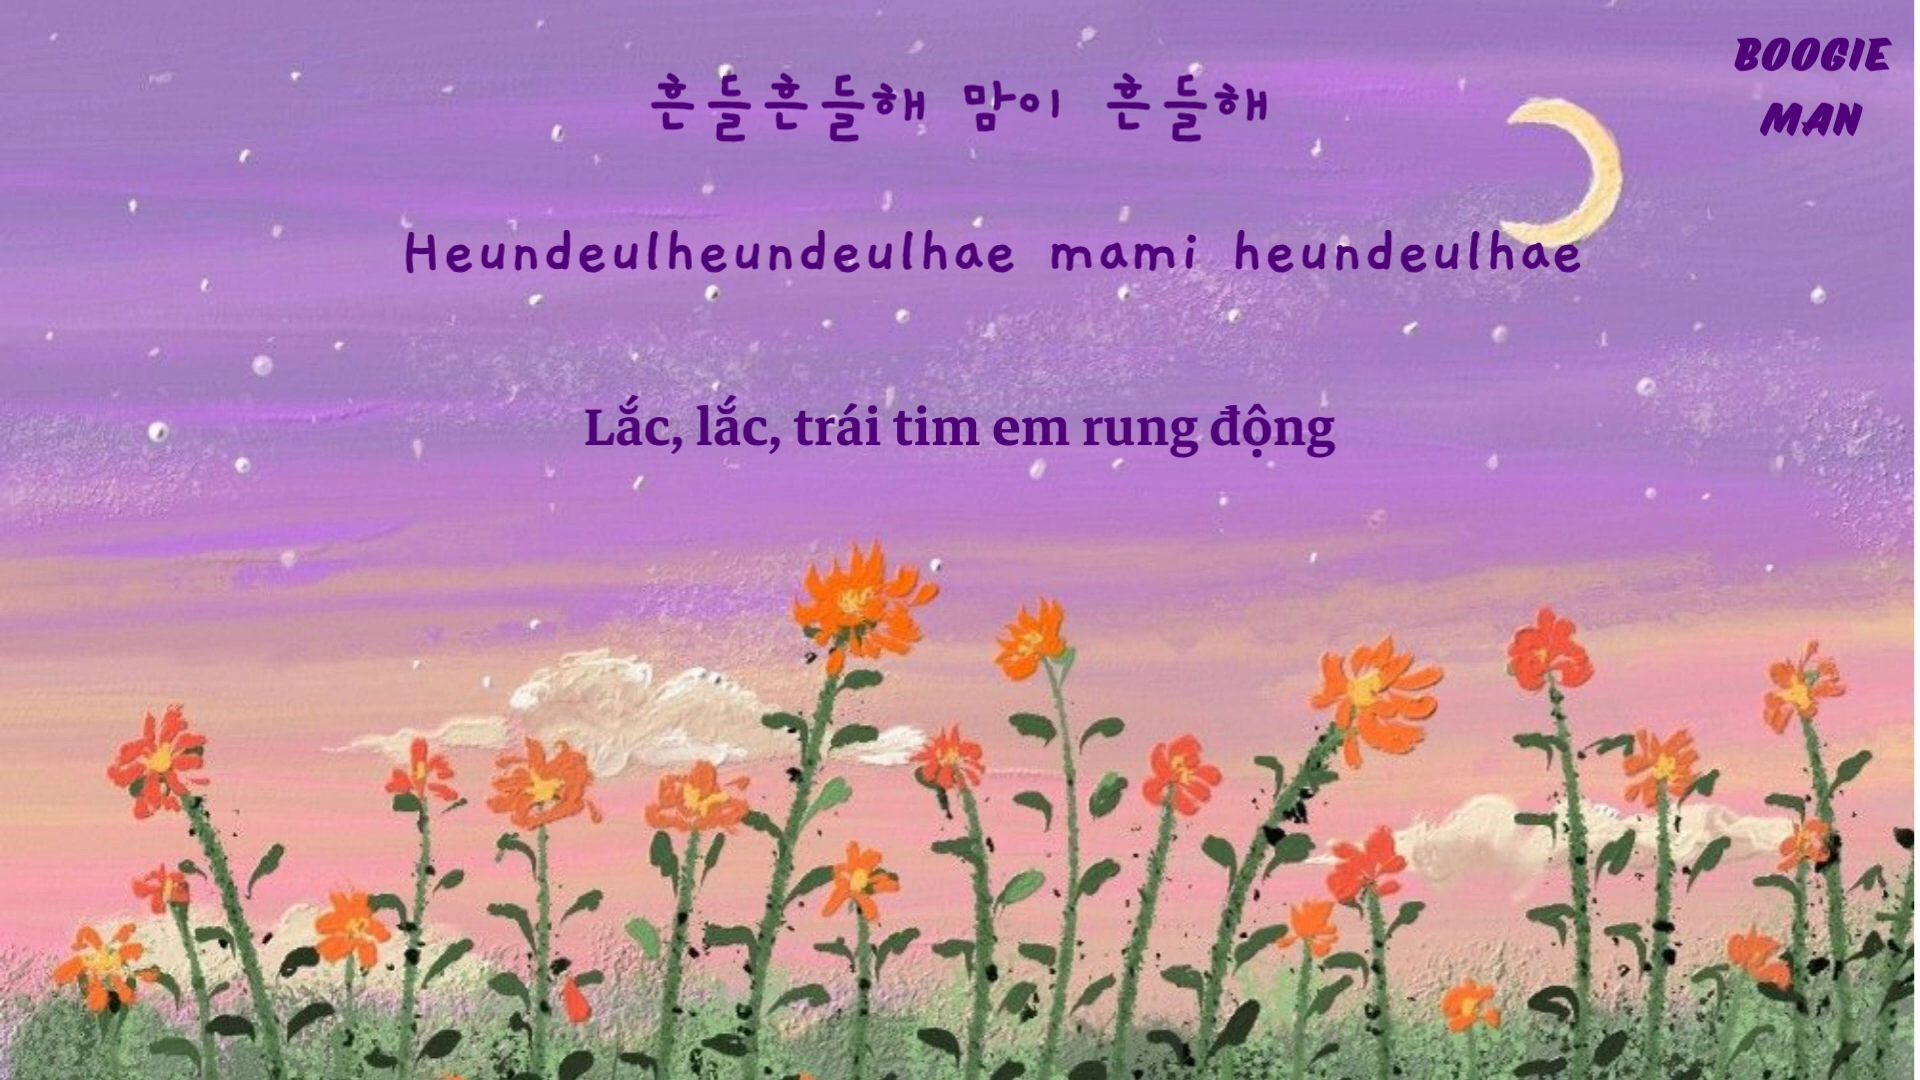 BOOGIE
MAN
흔들흔들해 맘이 흔들해
Heundeulheundeulhae mami heundeulhae
Lắc, lắc, trái tim em rung động